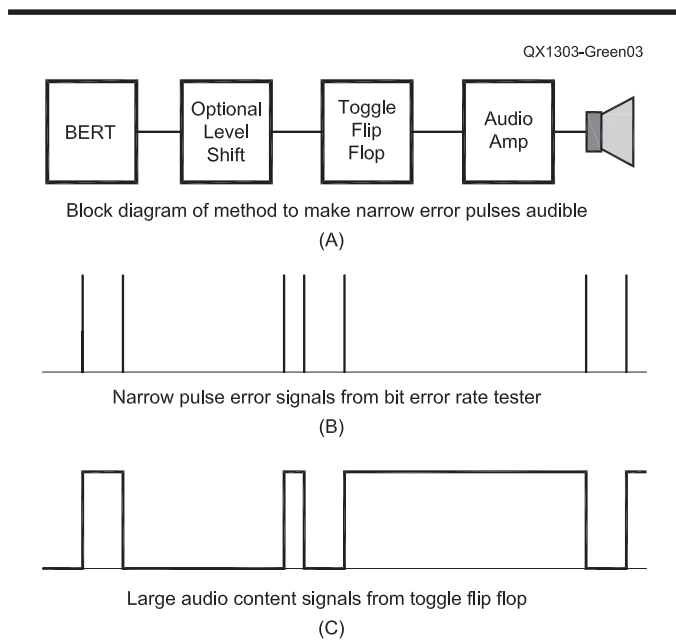 QX1303-Green03
BERT
Optional
Level
Shift
Toggle
Flip
Flop
Audio
Amp
Block diagram of method to make narrow error pulses audible
(A)
Narrow pulse error signals from bit error rate tester
(B)
Large audio content signals from toggle flip flop
(C)